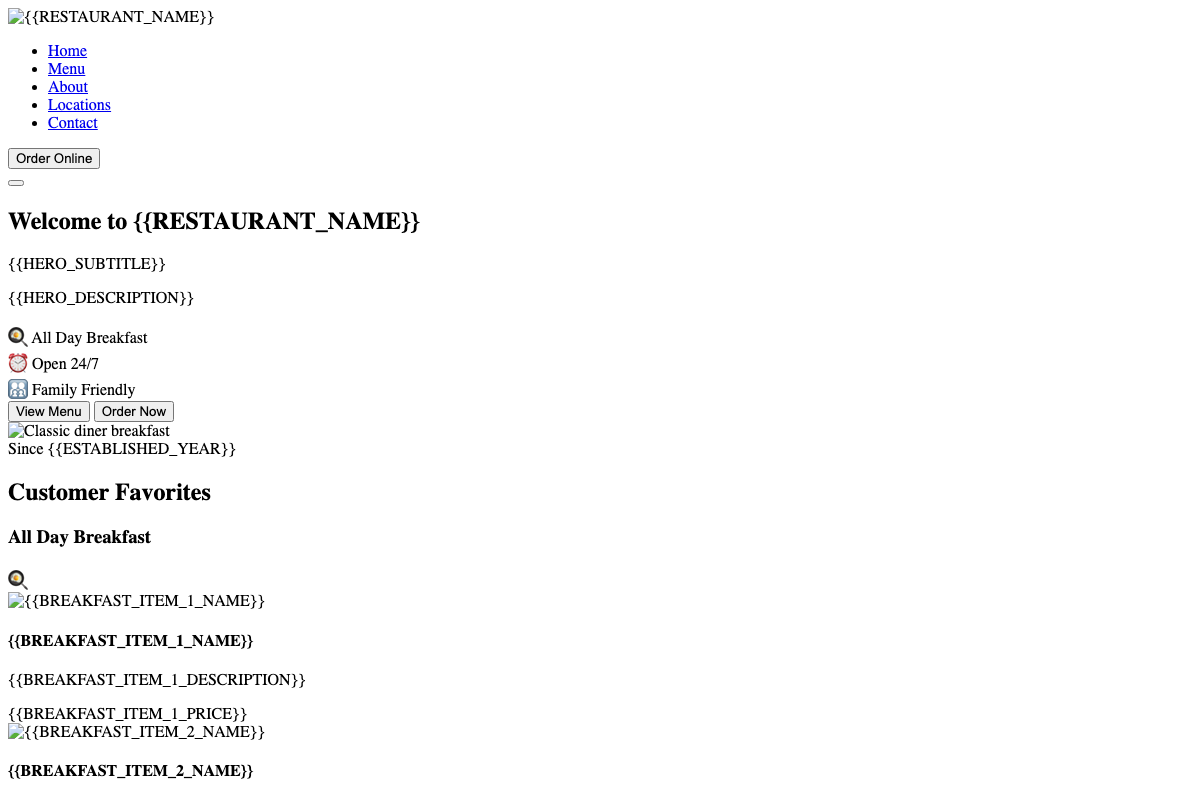 {{RESTAURANT_NAME}}
Home
Menu
About
Locations
Contact
Order Online
Welcome to {{RESTAURANT_NAME}}
{{HERO_SUBTITLE}}
{{HERO_DESCRIPTION}}
🍳 All Day Breakfast
⏰ Open 24/7
👪 Family Friendly
View Menu Order Now
Classic diner breakfast
Since {{ESTABLISHED_YEAR}}
Customer Favorites
All Day Breakfast
🍳
{{BREAKFAST_ITEM_1_NAME}}
{{BREAKFAST_ITEM_1_NAME}}
{{BREAKFAST_ITEM_1_DESCRIPTION}}
{{BREAKFAST_ITEM_1_PRICE}}
{{BREAKFAST_ITEM_2_NAME}}
{{BREAKFAST_ITEM_2_NAME}}